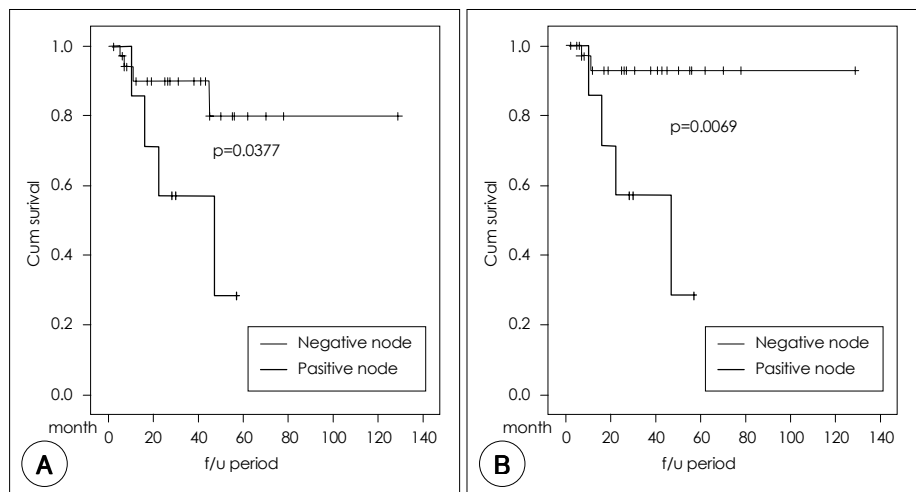 1.0
0.8
0.6
0.4
0.2
0.0
Cum surival
p=0.0377
Negative node
Pasitive node
month
0 20 40 60 80 100 120 140
f/u period
A
1.0
0.8
0.6
0.4
0.2
0.0
Cum surival
p=0.0069
Negative node
Pasitive node
month
0 20 40 60 80 100 120 140
f/u period
B